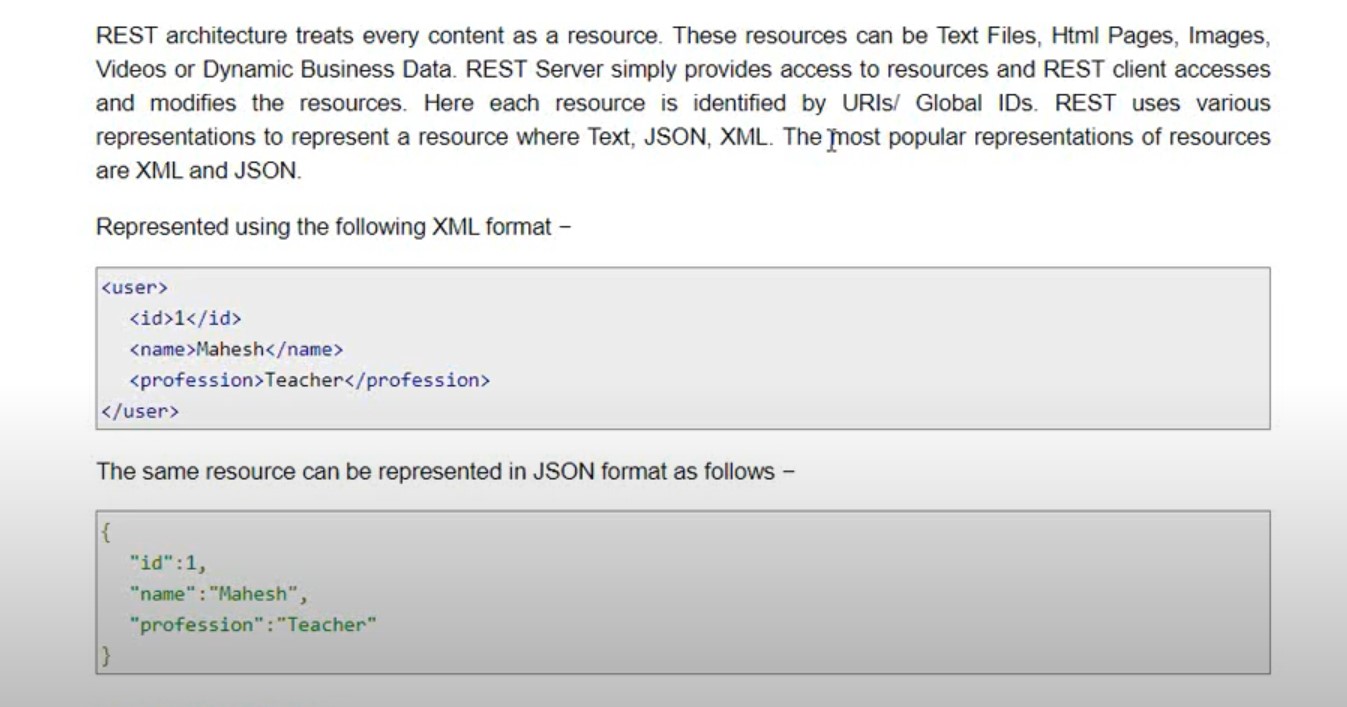 REST architecture treats every content as a resource. These resources can be Text Files, Html Pages, Images,
Videos or Dynamic Business Data. REST Server simply provides access to resources and REST client accesses
and modifies the resources. Here each resource is identified by URIs/ Global IDs. REST uses various
representations to represent a resource where Text, JSON, XML. The most popular representations of resources
are XML and JSON.
Represented using the following XML format −
<user>
<id>1</id>
<name>Mahesh</name>
<profession>Teacher</profession>
</user>
The same resource can be represented in JSON format as follows −
{
"id":1,
"name":"Mahesh",
"profession":"Teacher"
}